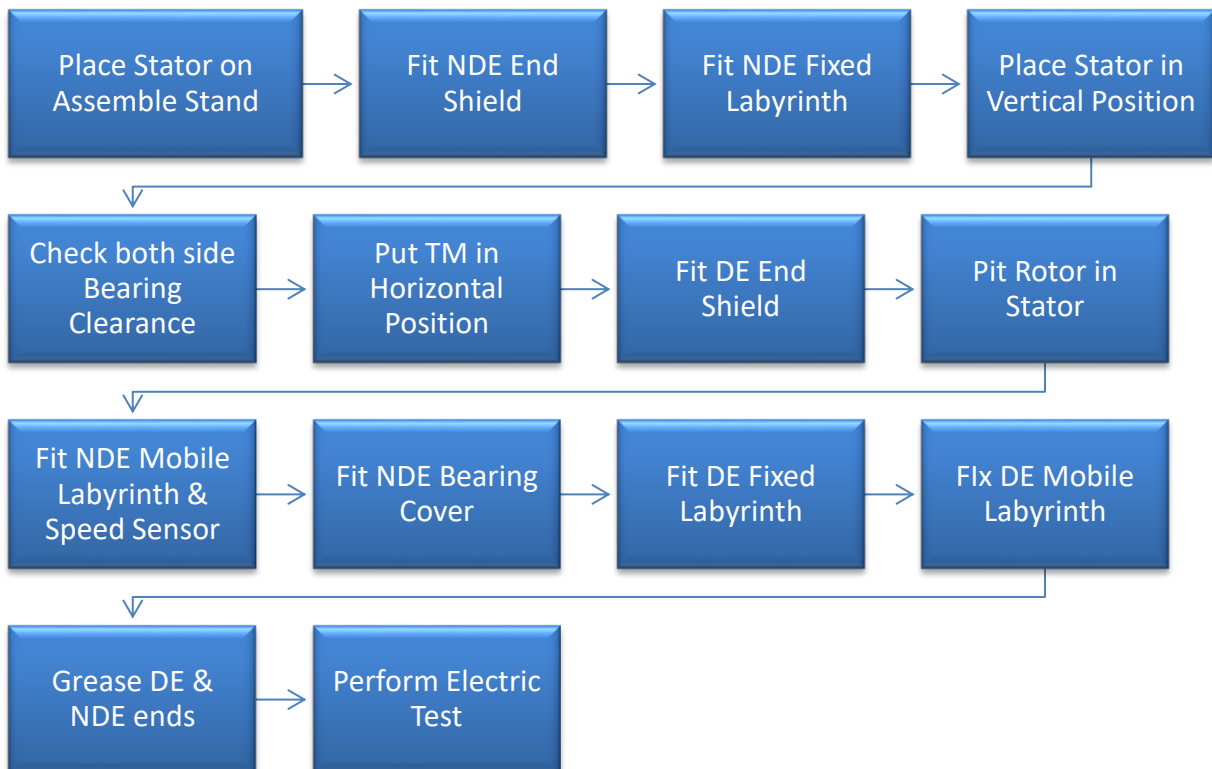 Place Stator on
Assemble Stand
Fit NDE End
Shield
Fit NDE Fixed
Labyrinth
Place Stator in
Vertical Position
Check both side
Bearing
Clearance
Put TM in
Horizontal
Position
Fit DE End
Shield
Pit Rotor in
Stator
Fit NDE Mobile
Labyrinth &
Speed Sensor
Fit NDE Bearing
Cover
Fit DE Fixed
Labyrinth
FIx DE Mobile
Labyrinth
Grease DE &
NDE ends
Perform Electric
Test